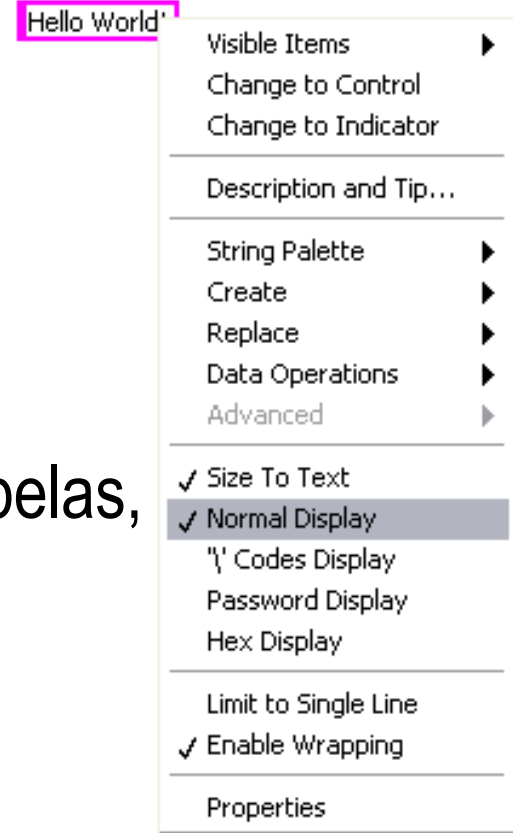 Hello World'
Visible Items
Change to Control
Change to Indicator
Description and Tip...
String Palette
Create
Replace
Data Operations
Advanced
Size To Text
pelas,
Normal Display
'\' Codes Display
Password Display
Hex Display
Limit to Single Line
Enable Wrapping
Properties